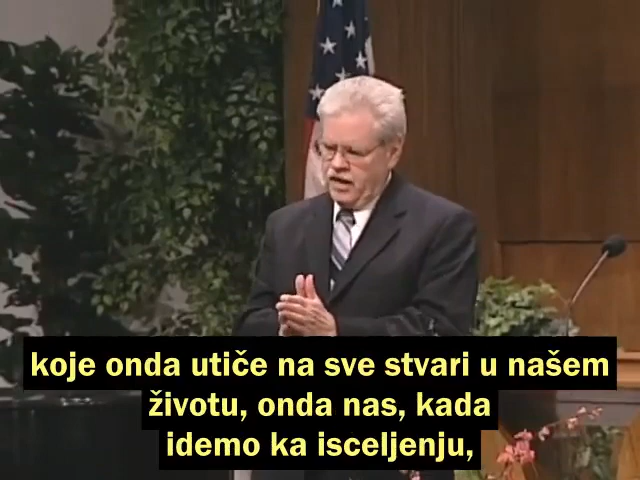 koje onda utiče na sve stvari u našem
životu, onda nas, kada
idemo ka isceljenju,